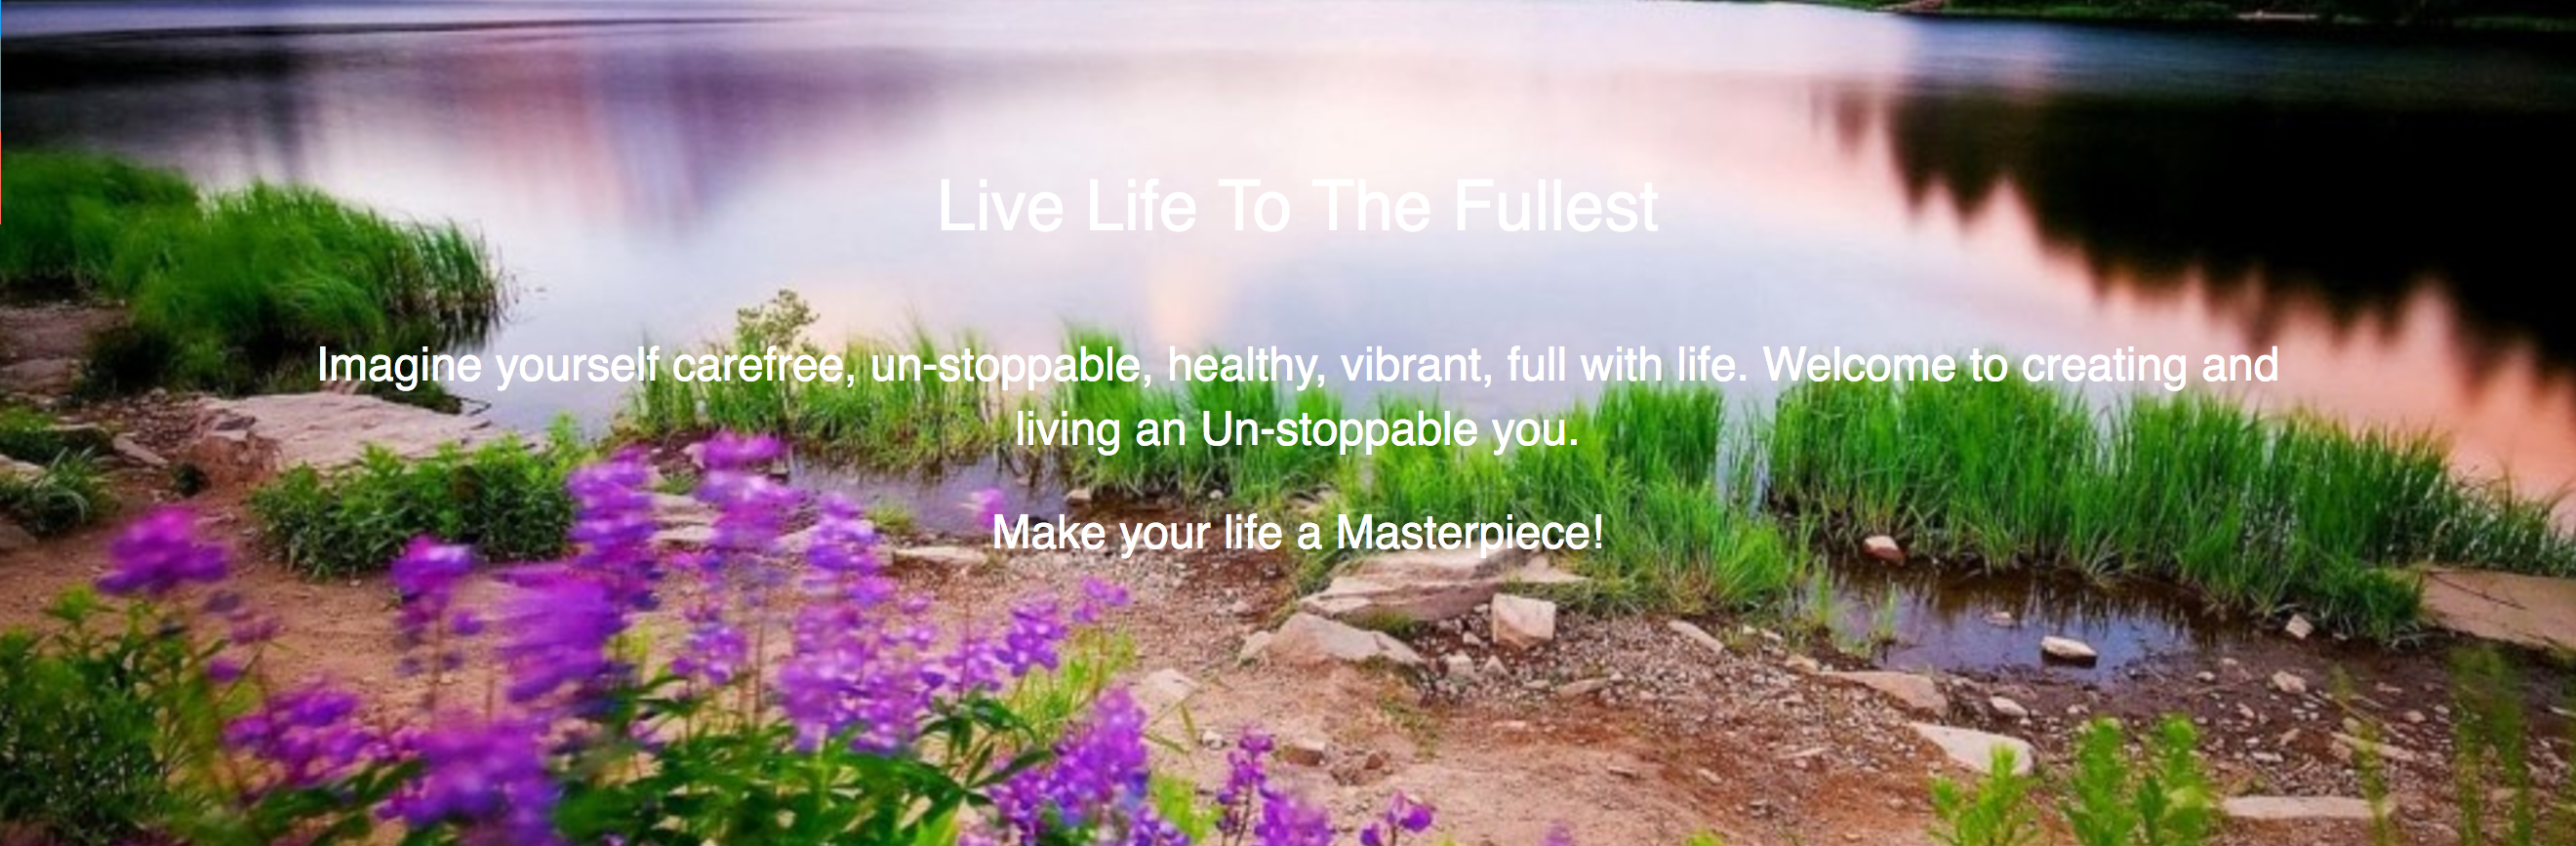 Live Life To The Fullest
Imagine yourself carefree, un-stoppable, healthy, vibrant, full with life. Welcome to creating and
living an Un-stoppable you.
Make your life a Masterpiece!